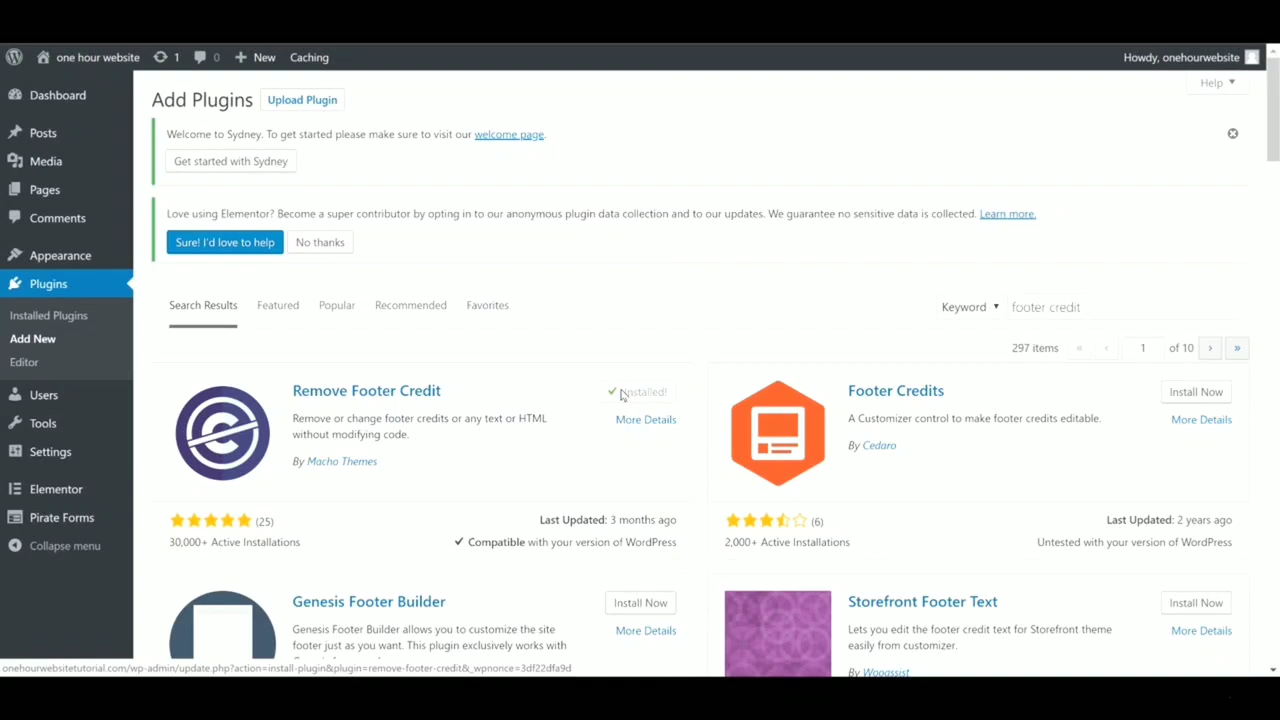 one hour website 1 0 New Caching Howdy, onehourwebsite
Dashboard
Posts
Media
Pages
Comments
Appearance
Plugins
Installed Plugins
Add New
Editor
Users
Tools
Settings
Elementor
Pirate Forms
Collapse menu
Help
Add Plugins Upload Plugin
Welcome to Sydney. To get started please make sure to visit our welcome page.
Get started with Sydney
Love using Elementor? Become a super contributor by opting in to our anonymous plugin data collection and to our updates. We guarantee no sensitive data is collected. Learn more.
Sure! I'd love to help No thanks
Search Results Featured Popular Recommended Favorites Keyword footer credit
297 items « ‹ 1 of 10 › »
Remove Footer Credit Installed!
More Details
Remove or change footer credits or any text or HTML
without modifying code.
By Macho Themes
(25) Last Updated: 3 months ago
30,000+ Active Installations Compatible with your version of WordPress
Footer Credits Install Now
More Details
A Customizer control to make footer credits editable.
By Cedaro
(6) Last Updated: 2 years ago
2,000+ Active Installations Untested with your version of WordPress
Genesis Footer Builder Install Now
More Details
Genesis Footer Builder allows you to customize the site
footer just as you want. This plugin exclusively works with
Storefront Footer Text Install Now
More Details
Lets you edit the footer credit text for Storefront theme
easily from customizer.
By Wooassist
onehourwebsitetutorial.com/wp-admin/update.php?action=install-plugin&plugin=remove-footer-credit&_wpnonce=3df22dfa9d